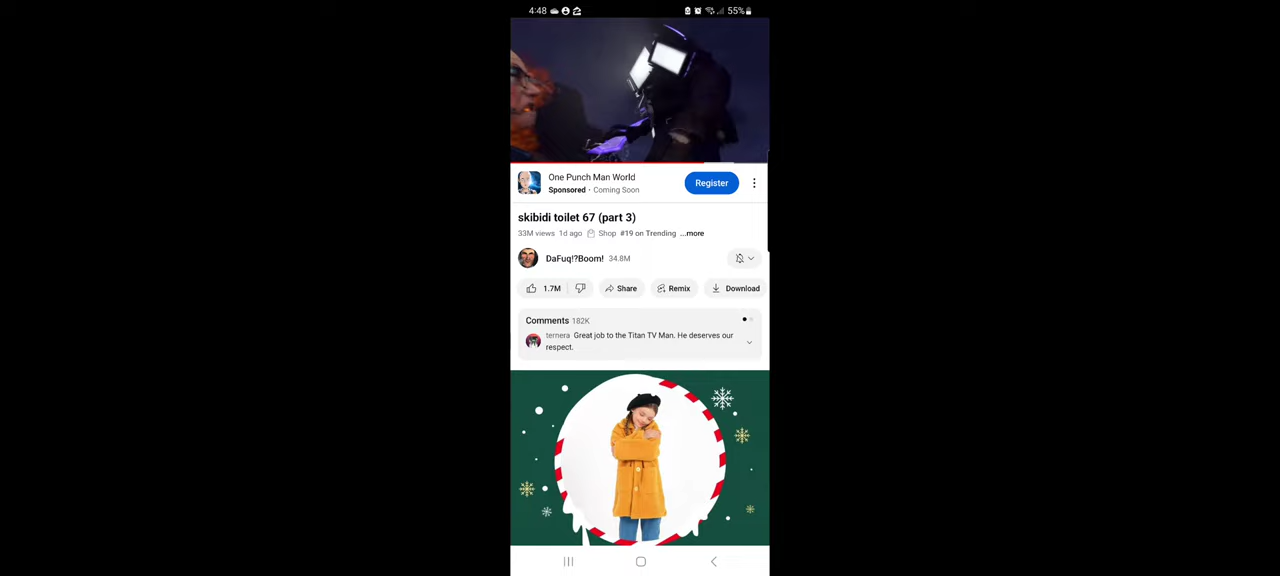 4:48 55%
One Punch Man World
Sponsored · Coming Soon
Register
skibidi toilet 67 (part 3)
33M views 1d ago Shop #19 on Trending ...more
DaFuq!?Boom! 34.8M
1.7M Share Remix Download
Comments 182K
ternera Great job to the Titan TV Man. He deserves our
respect.